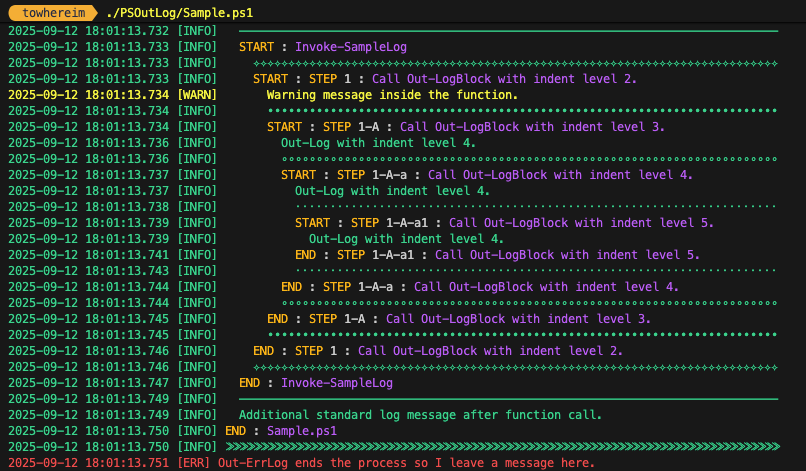 towhereim ./PSOutLog/Sample.ps1
2025-09-12 18:01:13.732 [INFO]
2025-09-12 18:01:13.733 [INFO] START : Invoke-SampleLog
2025-09-12 18:01:13.733 [INFO]
2025-09-12 18:01:13.733 [INFO] START : STEP 1 : Call Out-LogBlock with indent level 2.
2025-09-12 18:01:13.734 [WARN] Warning message inside the function.
2025-09-12 18:01:13.734 [INFO]
2025-09-12 18:01:13.734 [INFO] START : STEP 1-A : Call Out-LogBlock with indent level 3.
2025-09-12 18:01:13.736 [INFO] Out-Log with indent level 4.
2025-09-12 18:01:13.736 [INFO]
2025-09-12 18:01:13.737 [INFO] START : STEP 1-A-a : Call Out-LogBlock with indent level 4.
2025-09-12 18:01:13.737 [INFO] Out-Log with indent level 4.
2025-09-12 18:01:13.738 [INFO]
2025-09-12 18:01:13.739 [INFO] START : STEP 1-A-a1 : Call Out-LogBlock with indent level 5.
2025-09-12 18:01:13.739 [INFO] Out-Log with indent level 4.
2025-09-12 18:01:13.741 [INFO] END : STEP 1-A-a1 : Call Out-LogBlock with indent level 5.
2025-09-12 18:01:13.743 [INFO]
2025-09-12 18:01:13.744 [INFO] END : STEP 1-A-a : Call Out-LogBlock with indent level 4.
2025-09-12 18:01:13.744 [INFO]
2025-09-12 18:01:13.745 [INFO] END : STEP 1-A : Call Out-LogBlock with indent level 3.
2025-09-12 18:01:13.745 [INFO]
2025-09-12 18:01:13.746 [INFO] END : STEP 1 : Call Out-LogBlock with indent level 2.
2025-09-12 18:01:13.746 [INFO]
2025-09-12 18:01:13.747 [INFO] END : Invoke-SampleLog
2025-09-12 18:01:13.749 [INFO]
2025-09-12 18:01:13.749 [INFO] Additional standard log message after function call.
2025-09-12 18:01:13.750 [INFO] END : Sample.ps1
2025-09-12 18:01:13.750 [INFO]
2025-09-12 18:01:13.751 [ERR] Out-ErrLog ends the process so I leave a message here.